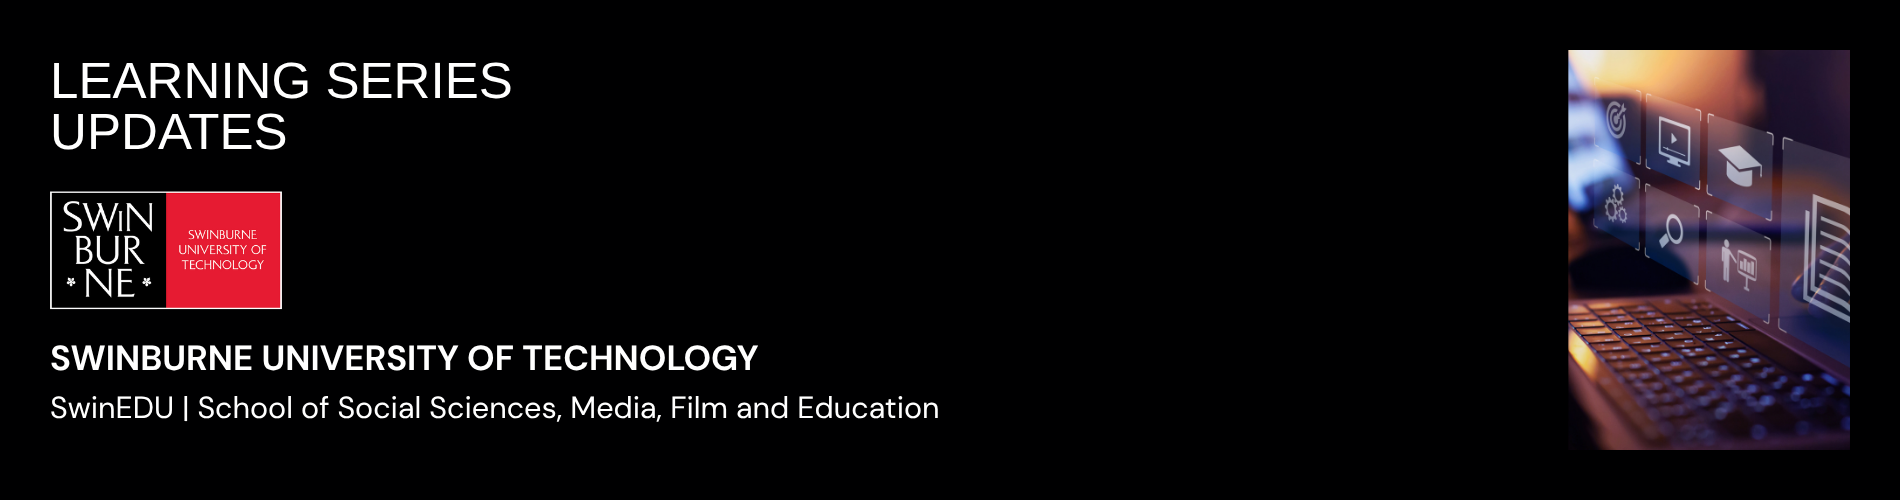 LEARNING SERIES
UPDATES
SWIN
BUR
NE
SWINBURNE
UNIVERSITY OF
TECHNOLOGY
SWINBURNE UNIVERSITY OF TECHNOLOGY
SwinEDU | School of Social Sciences, Media, Film and Education